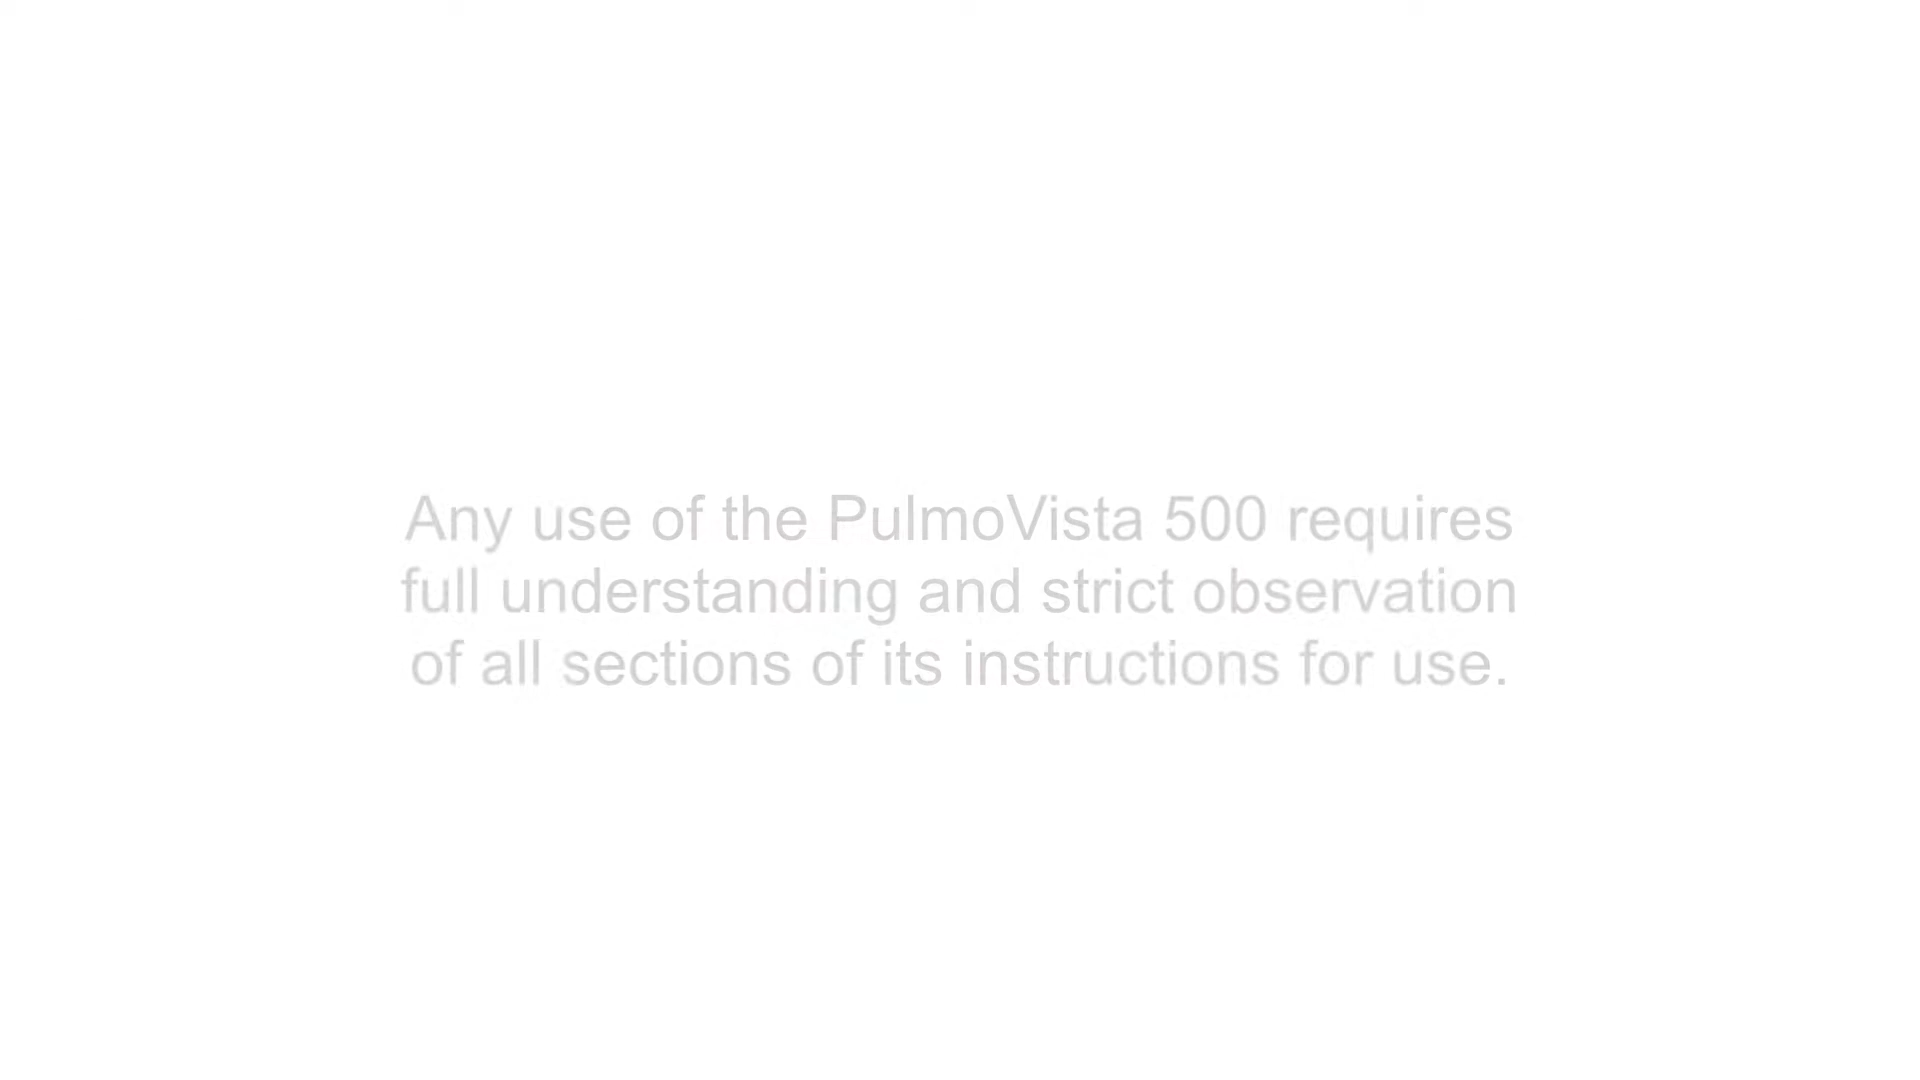 Any use of the PulmoVista 500 requires
full understanding and strict observation
of all sections of its instructions for use.